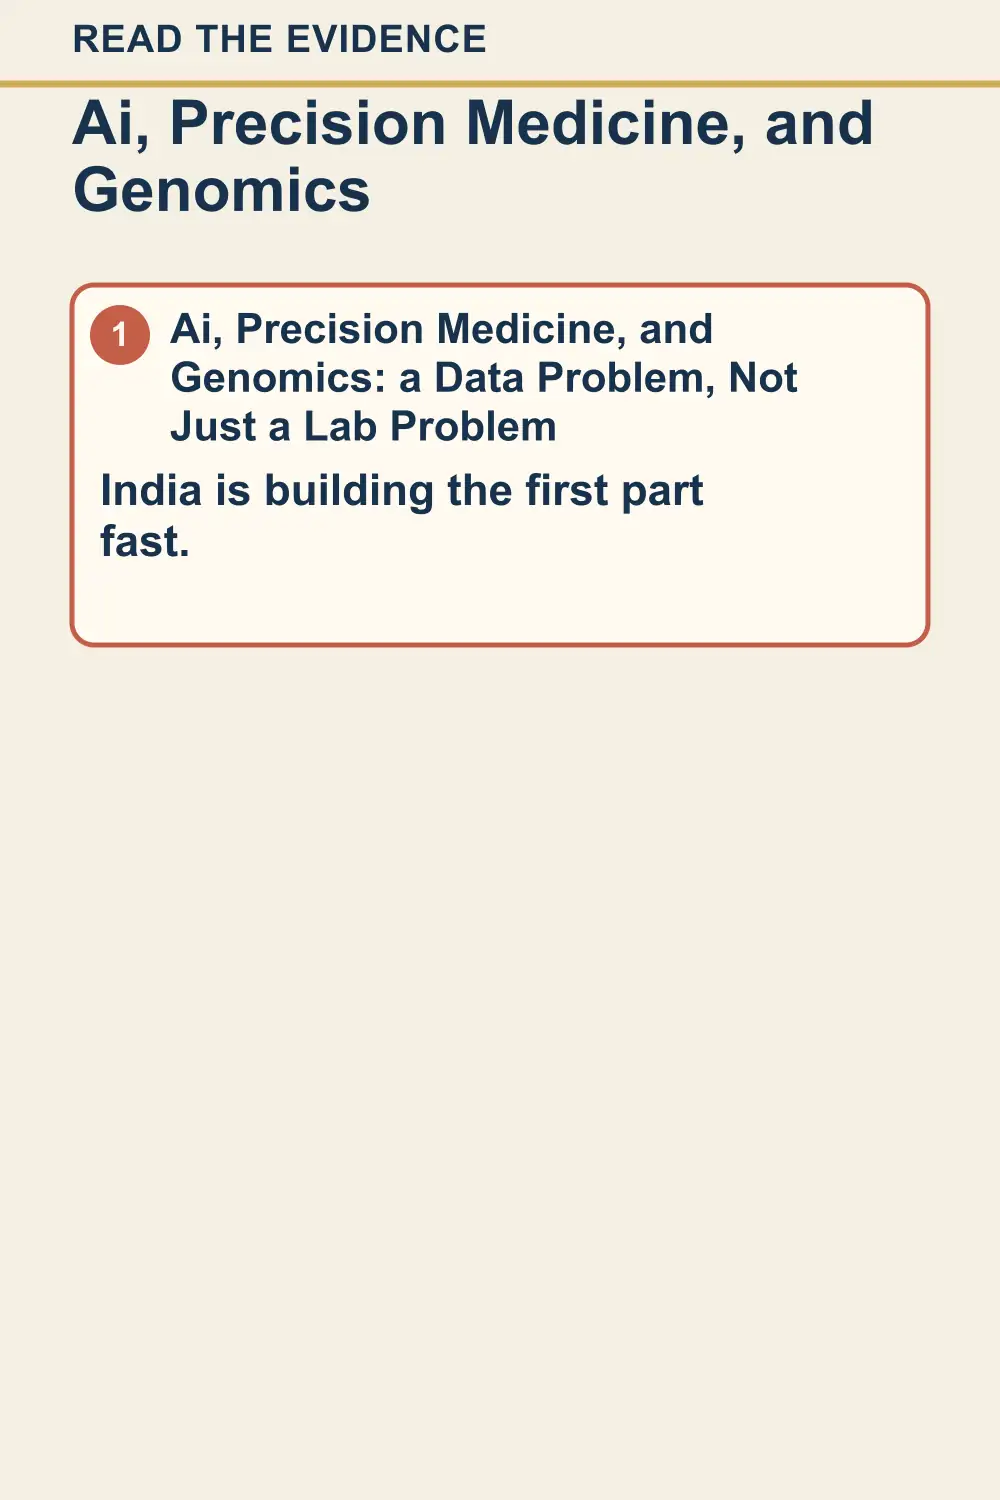 READ THE EVIDENCE
Ai, Precision Medicine, and
Genomics
1
Ai, Precision Medicine, and
Genomics: a Data Problem, Not
Just a Lab Problem
India is building the first part
fast.